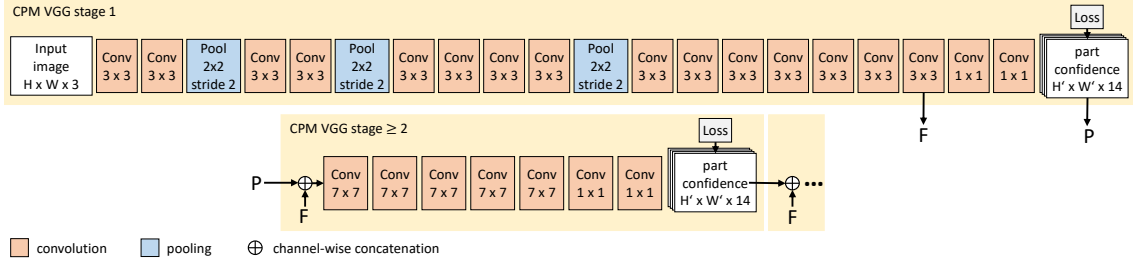 CPM VGG stage 1
Loss
Input
image
H x W x 3
Conv
3 x 3
Conv
3 x 3
Pool
2x2
stride 2
Conv
3 x 3
Conv
3 x 3
Pool
2x2
stride 2
Conv
3 x 3
Conv
3 x 3
Conv
3 x 3
Conv
3 x 3
Pool
2x2
stride 2
Conv
3 x 3
Conv
3 x 3
Conv
3 x 3
Conv
3 x 3
Conv
3 x 3
Conv
3 x 3
Conv
3 x 3
Conv
1 x 1
Conv
1 x 1
part
confidence
H' x W' x 14
F
P
CPM VGG stage ≥ 2
Loss
P
F
Conv
7 x 7
Conv
7 x 7
Conv
7 x 7
Conv
7 x 7
Conv
7 x 7
Conv
1 x 1
Conv
1 x 1
part
confidence
H' x W' x 14
F
...
convolution
pooling
channel-wise concatenation